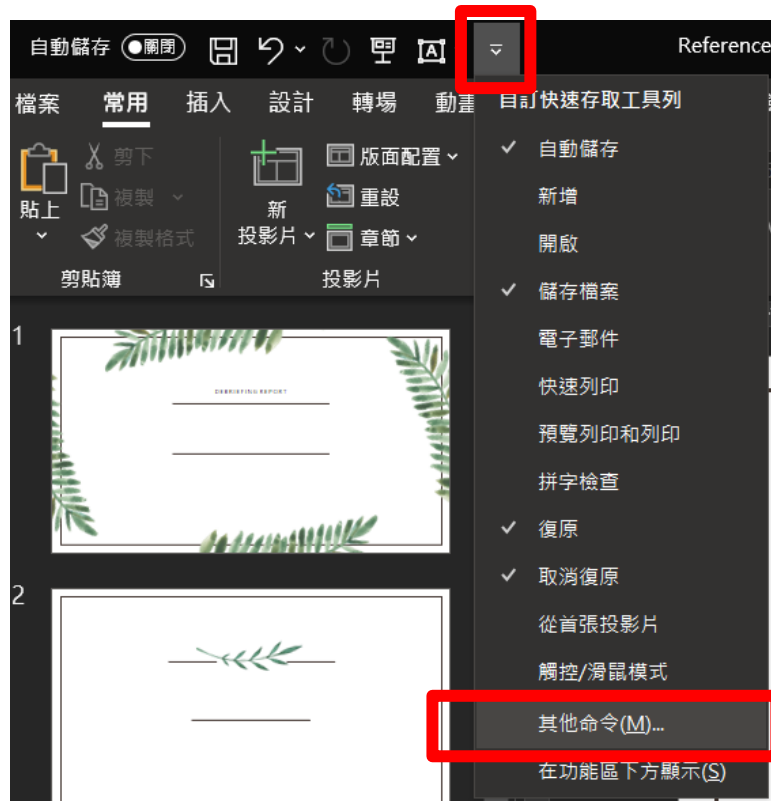 自動儲存 關閉 Reference
檔案 常用 插入 設計 轉場 動畫
自訂快速存取工具列
自動儲存
新增
開啟
儲存檔案
電子郵件
快速列印
預覽列印和列印
拼字檢查
復原
取消復原
從首張投影片
觸控/滑鼠模式
其他命令(M)...
在功能區下方顯示(S)
貼上
剪下
複製
複製格式
剪貼簿
新
投影片
版面配置
重設
章節
投影片
1
DEBRIEFING REPORT
2